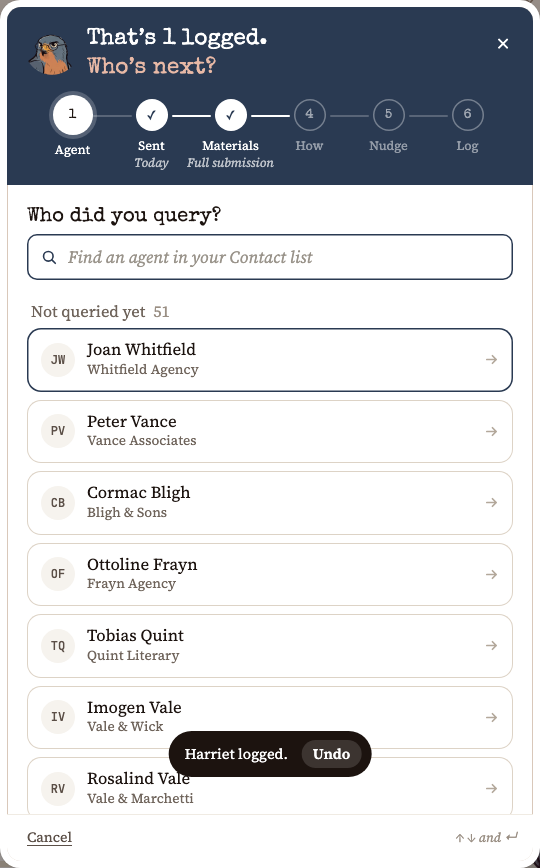 That's 1 logged.
Who's next?
1
✓
✓
4
5
6
Agent
Sent
Materials
How
Nudge
Log
Today
Full submission
Who did you query?
Find an agent in your Contact list
Not queried yet 51
JW
Joan Whitfield
Whitfield Agency
PV
Peter Vance
Vance Associates
CB
Cormac Bligh
Bligh & Sons
OF
Ottoline Frayn
Frayn Agency
TQ
Tobias Quint
Quint Literary
IV
Imogen Vale
Vale & Wick
Harriet logged. Undo
RV
Rosalind Vale
Vale & Marchetti
Cancel
↑↓ and ↵